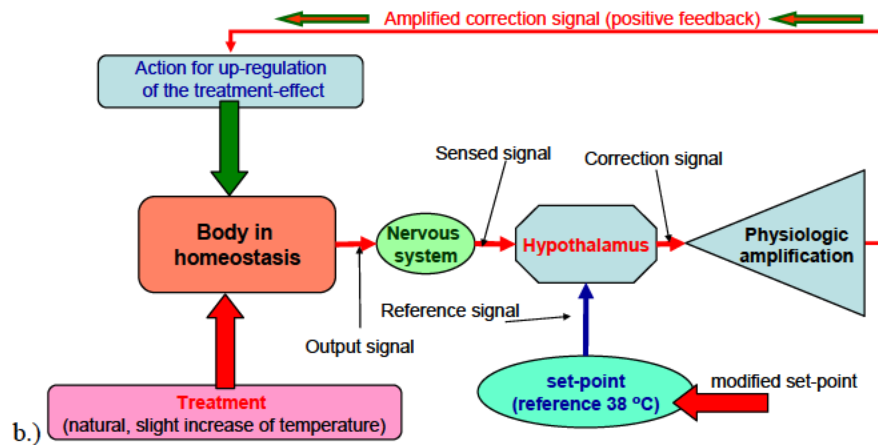 Amplified correction signal (positive feedback)
Action for up-regulation
of the treatment-effect
Sensed signal
Correction signal
Body in
homeostasis
Nervous
system
Hypothalamus
Physiologic
amplification
Reference signal
Output signal
set-point
(reference 38 ºC)
modified set-point
Treatment
(natural, slight increase of temperature)
b.)